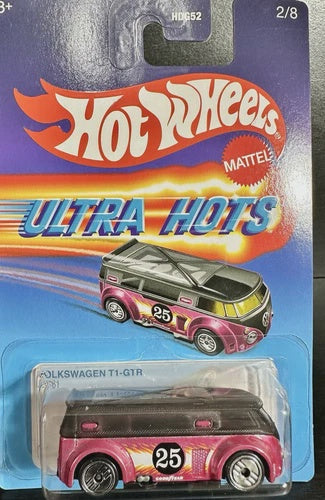 3+
HDG52
2/8
Hot Wheels
MATTEL
ULTRA HOTS
25
VOLKSWAGEN T1-GTR
25
GOODYEAR